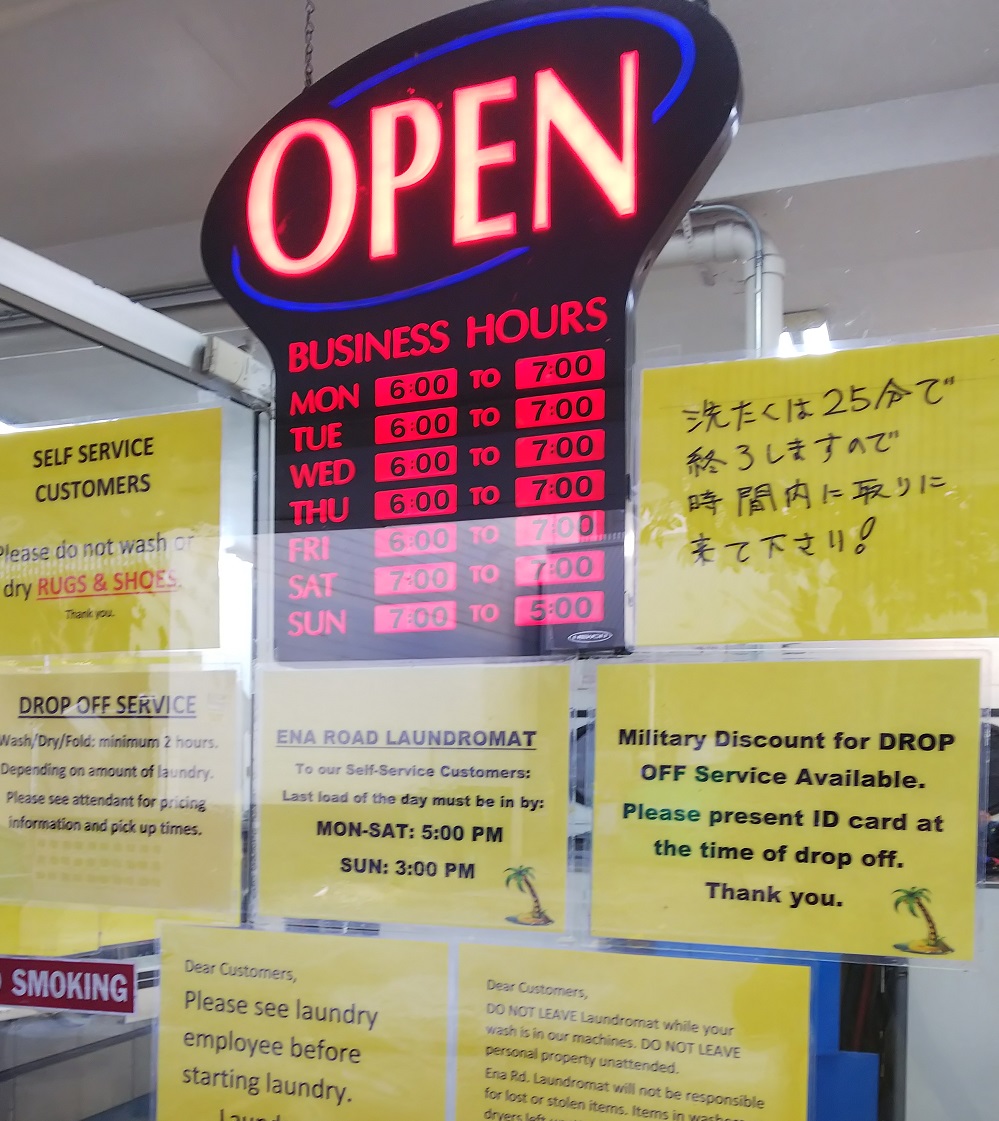 OPEN
BUSINESS HOURS
MON 6:00 TO 7:00
TUE 6:00 TO 7:00
WED 6:00 TO 7:00
THU 6:00 TO 7:00
FRI 6:00 TO 7:00
SAT 7:00 TO 7:00
SUN 7:00 TO 5:00
SELF SERVICE
CUSTOMERS
Please do not wash or
dry RUGS & SHOES.
Thank you.
洗たくは25分で
終ろしますので
時間内に取りに
来て下さり!
DROP OFF SERVICE
Wash/Dry/Fold: minimum 2 hours.
Depending on amount of laundry.
Please see attendant for pricing
information and pick up times.
ENA ROAD LAUNDROMAT
To our Self-Service Customers:
Last load of the day must be in by:
MON-SAT: 5:00 PM
SUN: 3:00 PM
Military Discount for DROP
OFF Service Available.
Please present ID card at
the time of drop off.
Thank you.
SMOKING
Dear Customers,
Please see laundry
employee before
starting laundry.
Dear Customers,
DO NOT LEAVE Laundromat while your
wash is in our machines. DO NOT LEAVE
personal property unattended.
Ena Rd. Laundromat will not be responsible
for lost or stolen items. Items in
dryers left